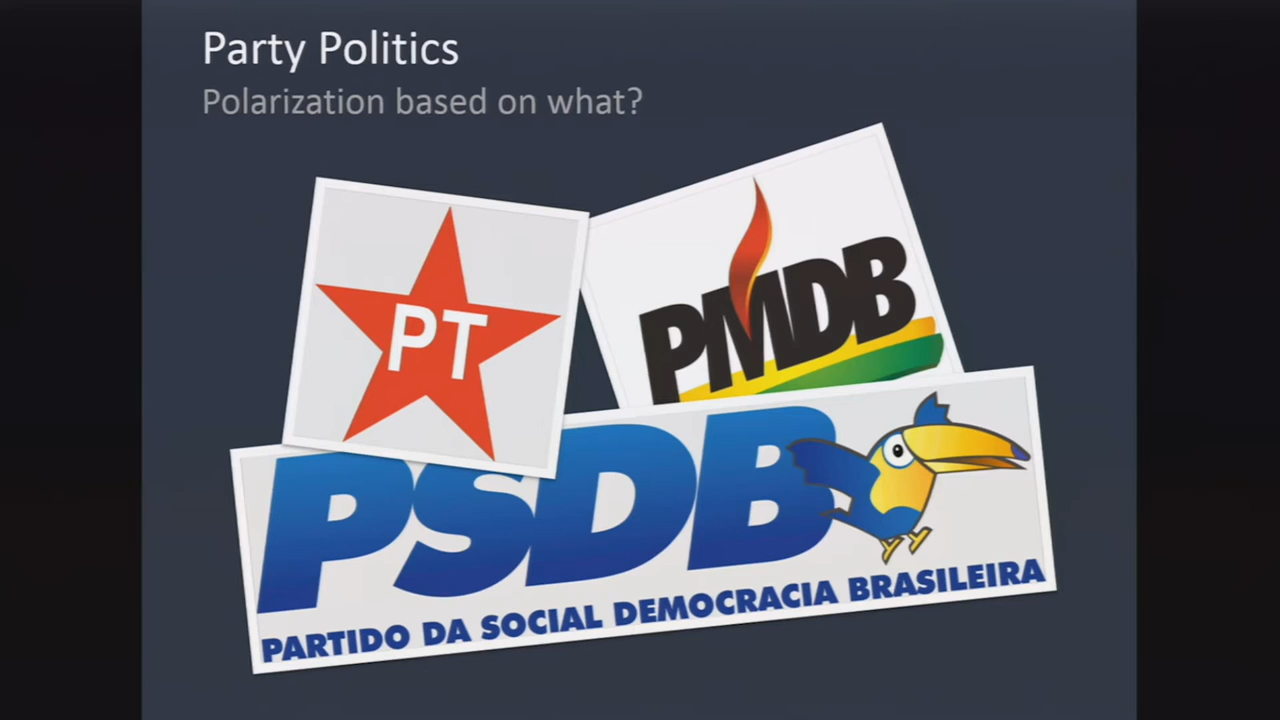 Party Politics
Polarization based on what?
PT
PMDB
PSDB
PARTIDO DA SOCIAL DEMOCRACIA BRASILEIRA